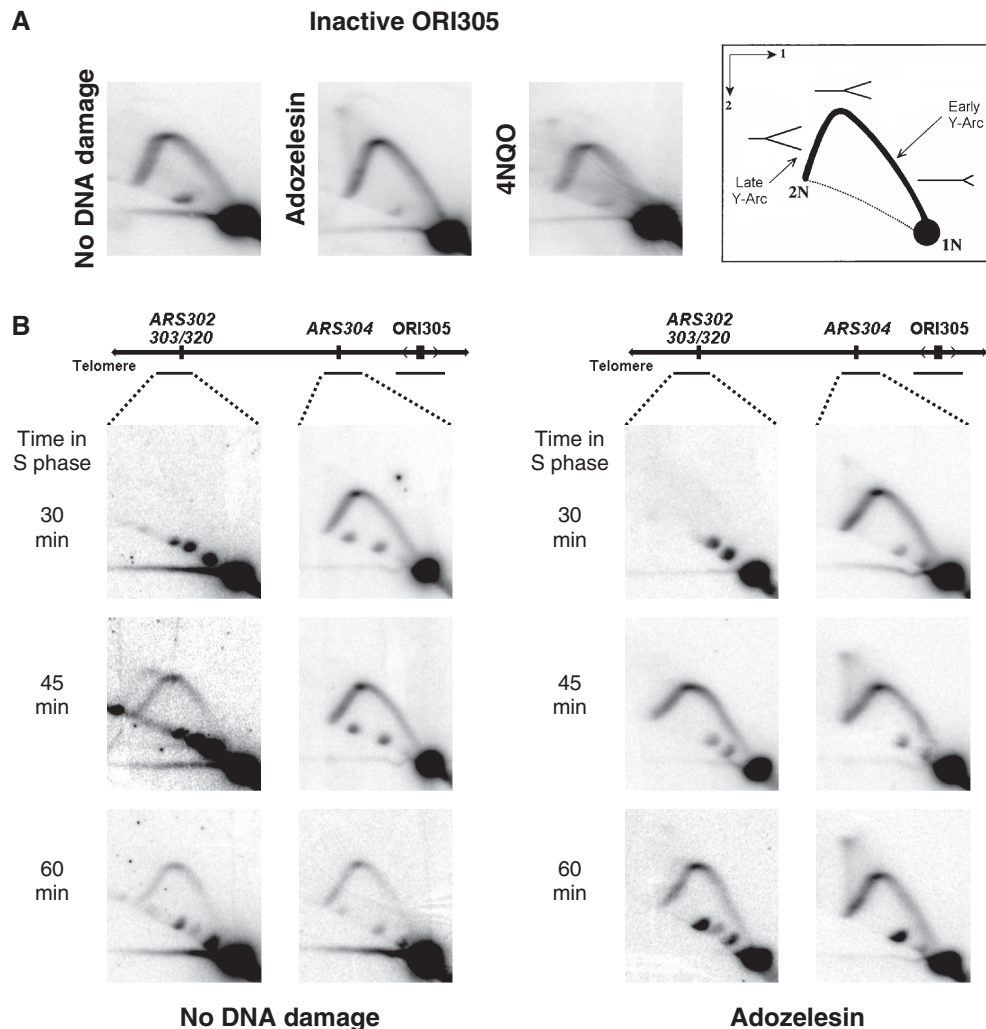 A
Inactive ORI305
No DNA damage
Adozelesin
4NQO
1
2
Early
Y-Arc
Late
Y-Arc
2N
1N
B
ARS302
303/320
ARS304
ORI305
Telomere
ARS302
303/320
ARS304
ORI305
Telomere
Time in
S phase
30
min
45
min
60
min
Time in
S phase
30
min
45
min
60
min
No DNA damage
Adozelesin